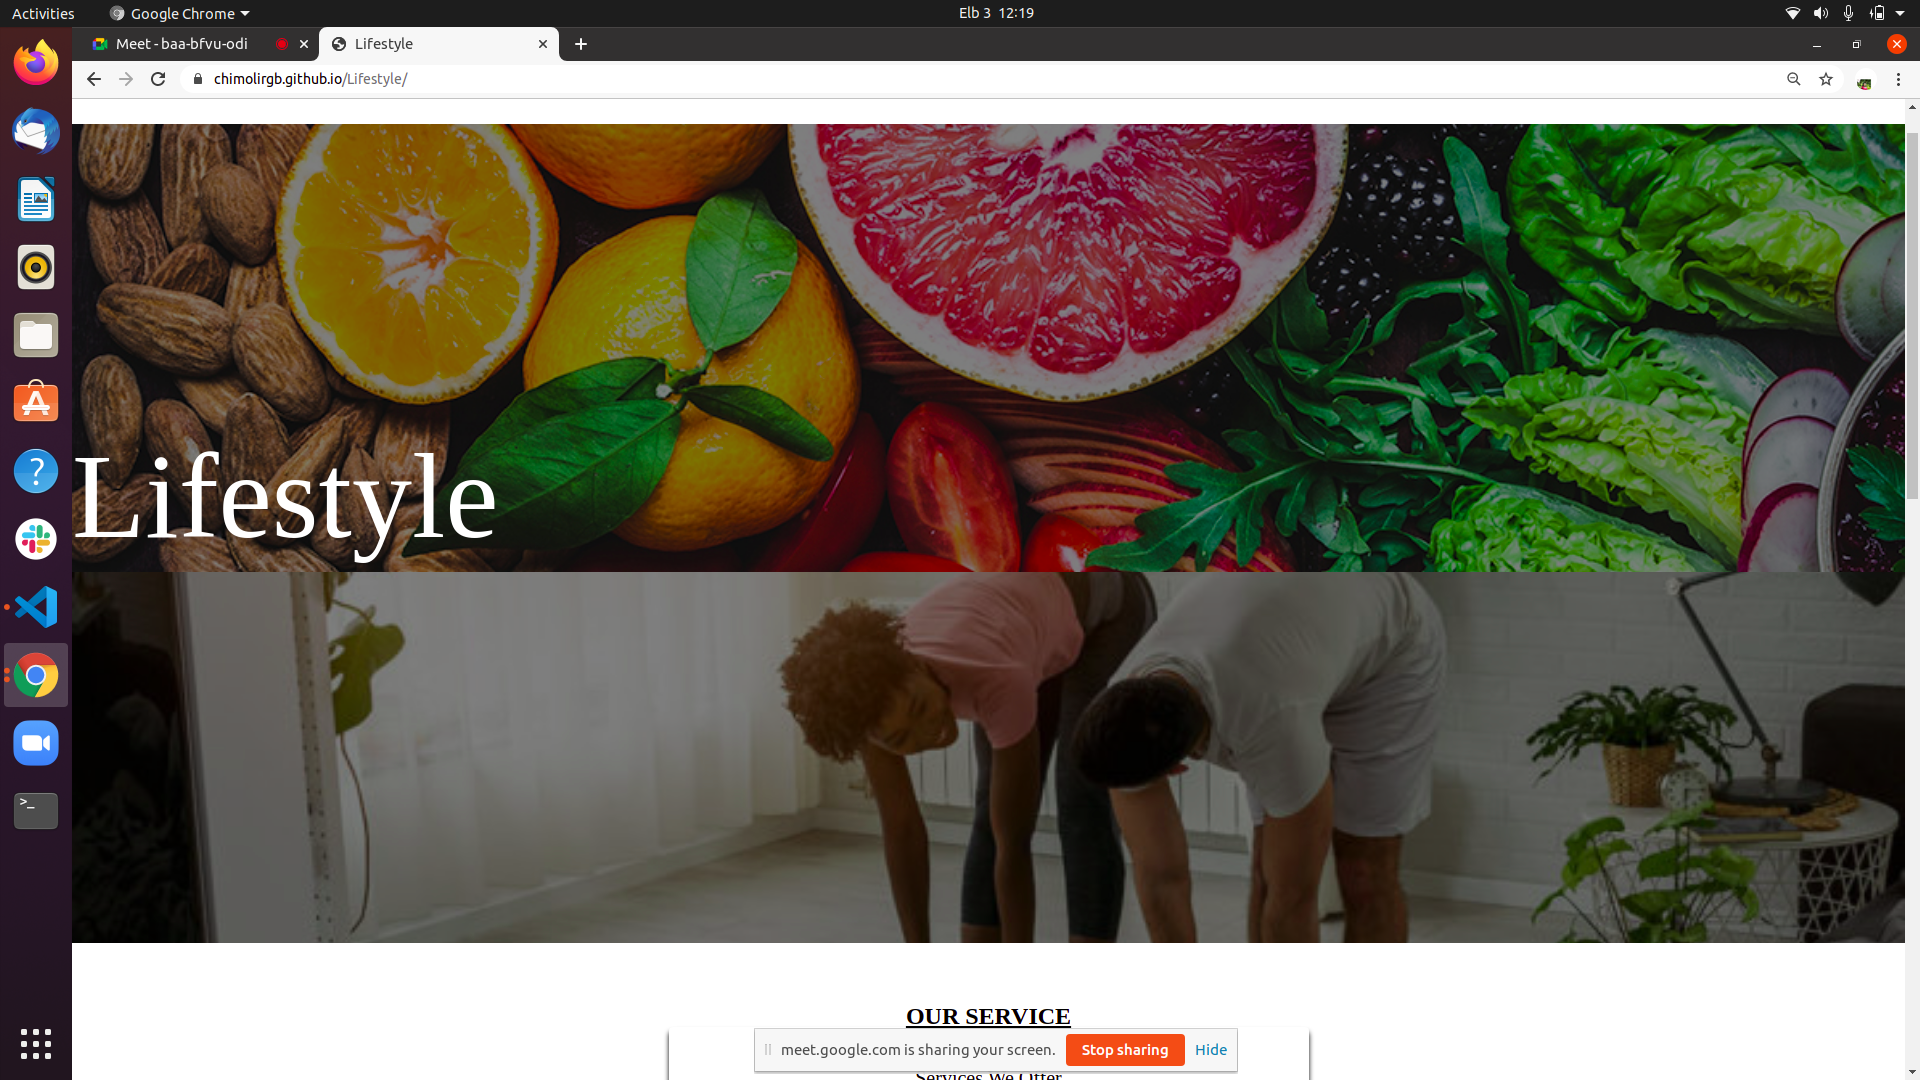 Activities
Google Chrome
Elb 3 12:19
Meet - baa-bfvu-odi
Lifestyle
chimolirgb.github.io/Lifestyle/
Lifestyle
OUR SERVICE
meet.google.com is sharing your screen.
Stop sharing
Hide
Services We Offer